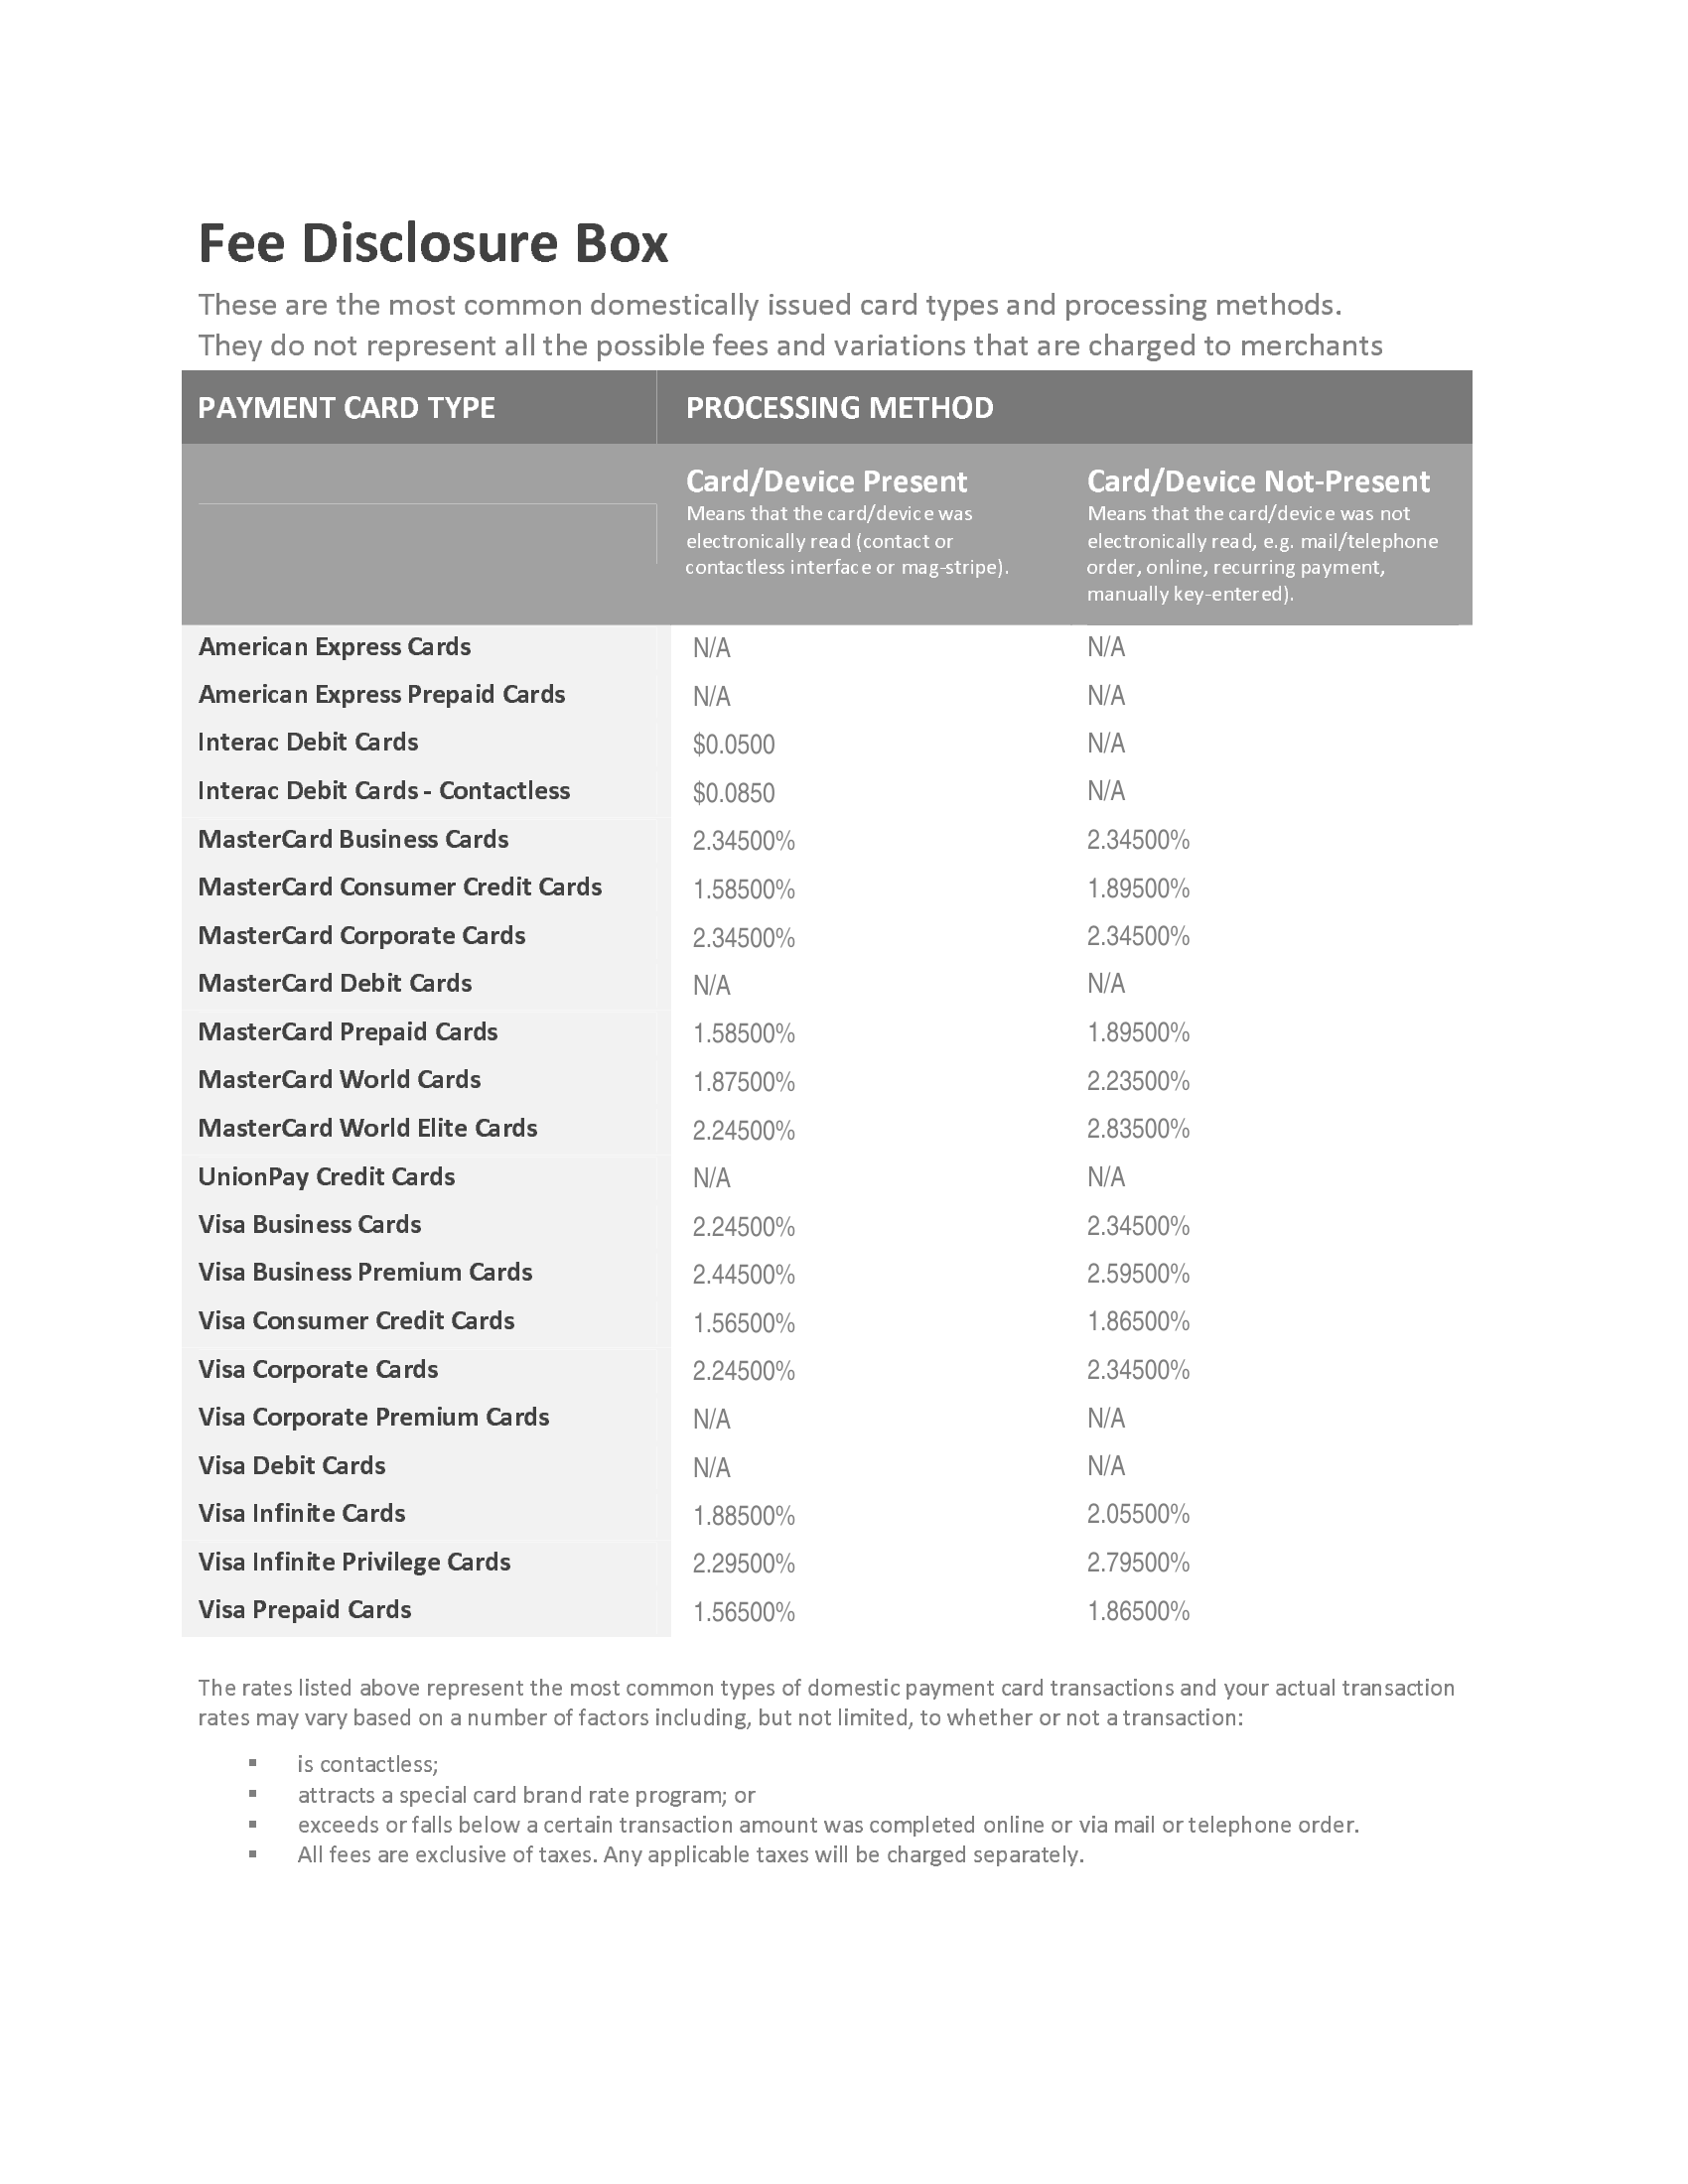 Fee Disclosure Box
These are the most common domestically issued card types and processing methods.
They do not represent all the possible fees and variations that are charged to merchants
PAYMENT CARD TYPE PROCESSING METHOD
Card/Device Present Card/Device Not-Present
Means that the card/device was Means that the card/device was not
electronically read (contact or electronically read, e.g. mail/telephone
contactless interface or mag-stripe). order, online, recurring payment,
manually key-entered).
American Express Cards N/A N/A
American Express Prepaid Cards N/A N/A
Interac Debit Cards $0.0500 N/A
Interac Debit Cards - Contactless $0.0850 N/A
MasterCard Business Cards 2.34500% 2.34500%
MasterCard Consumer Credit Cards 1.58500% 1.89500%
MasterCard Corporate Cards 2.34500% 2.34500%
MasterCard Debit Cards N/A N/A
MasterCard Prepaid Cards 1.58500% 1.89500%
MasterCard World Cards 1.87500% 2.23500%
MasterCard World Elite Cards 2.24500% 2.83500%
UnionPay Credit Cards N/A N/A
Visa Business Cards 2.24500% 2.34500%
Visa Business Premium Cards 2.44500% 2.59500%
Visa Consumer Credit Cards 1.56500% 1.86500%
Visa Corporate Cards 2.24500% 2.34500%
Visa Corporate Premium Cards N/A N/A
Visa Debit Cards N/A N/A
Visa Infinite Cards 1.88500% 2.05500%
Visa Infinite Privilege Cards 2.29500% 2.79500%
Visa Prepaid Cards 1.56500% 1.86500%
The rates listed above represent the most common types of domestic payment card transactions and your actual transaction
rates may vary based on a number of factors including, but not limited, to whether or not a transaction:
▪ is contactless;
▪ attracts a special card brand rate program; or
▪ exceeds or falls below a certain transaction amount was completed online or via mail or telephone order.
▪ All fees are exclusive of taxes. Any applicable taxes will be charged separately.